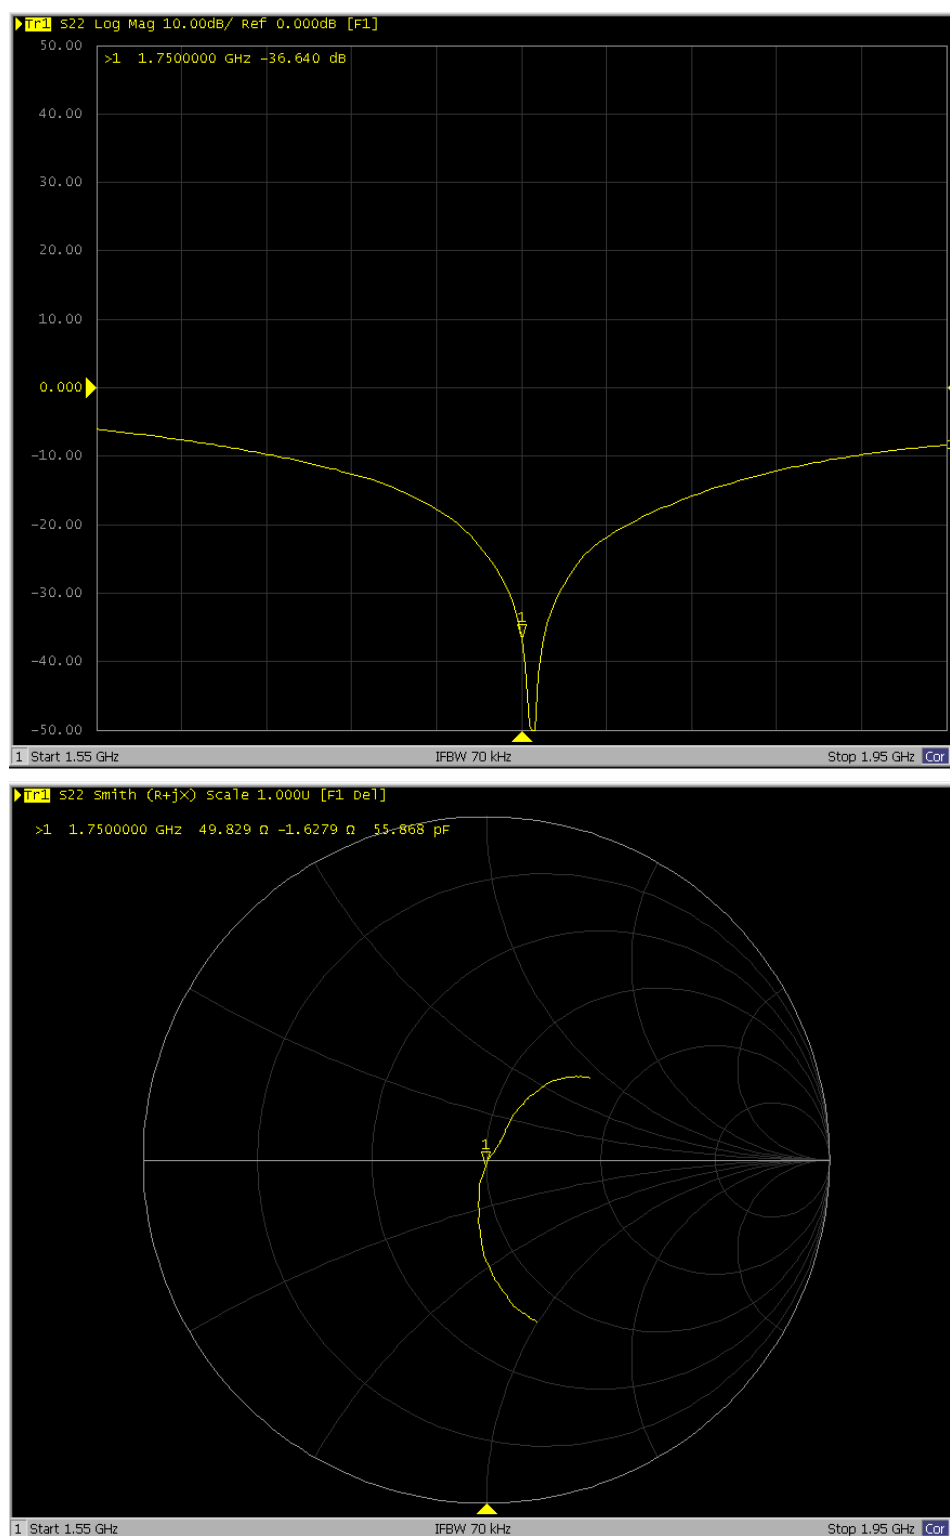 Tr1 S22 Log Mag 10.00dB/ Ref 0.000dB [F1]
50.00
>1 1.7500000 GHz -36.640 dB
40.00
30.00
20.00
10.00
0.000
-10.00
-20.00
-30.00
1
-40.00
-50.00
1 Start 1.55 GHz IFBW 70 kHz Stop 1.95 GHz Cor
Tr1 S22 Smith (R+jX) Scale 1.000U [F1 Del]
>1 1.7500000 GHz 49.829 Ω -1.6279 Ω 55.868 pF
1
1 Start 1.55 GHz IFBW 70 kHz Stop 1.95 GHz Cor